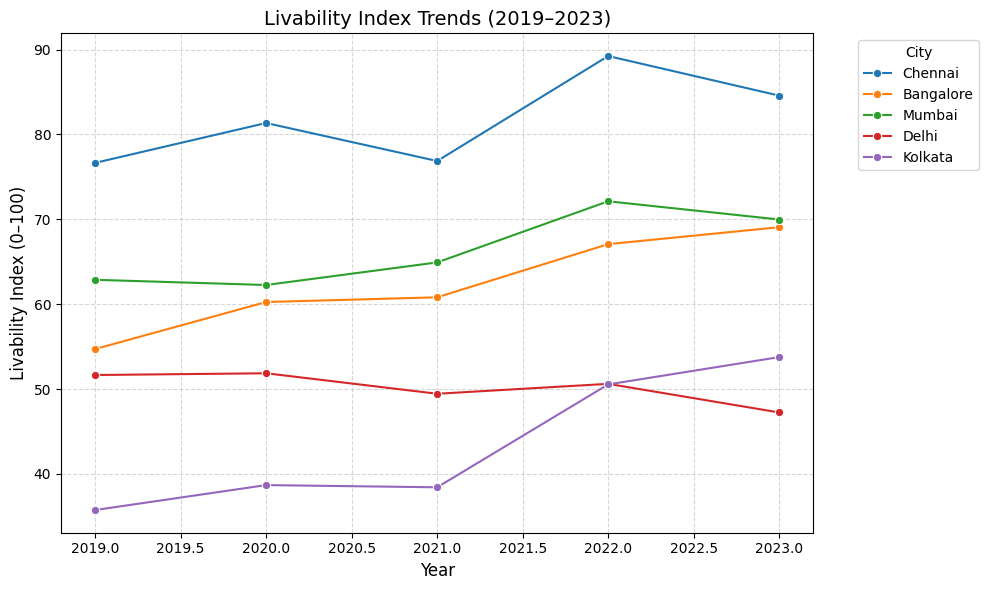 Livability Index Trends (2019–2023)
Livability Index (0–100)
90
80
70
60
50
40
2019.0 2019.5 2020.0 2020.5 2021.0 2021.5 2022.0 2022.5 2023.0
Year
City
Chennai
Bangalore
Mumbai
Delhi
Kolkata